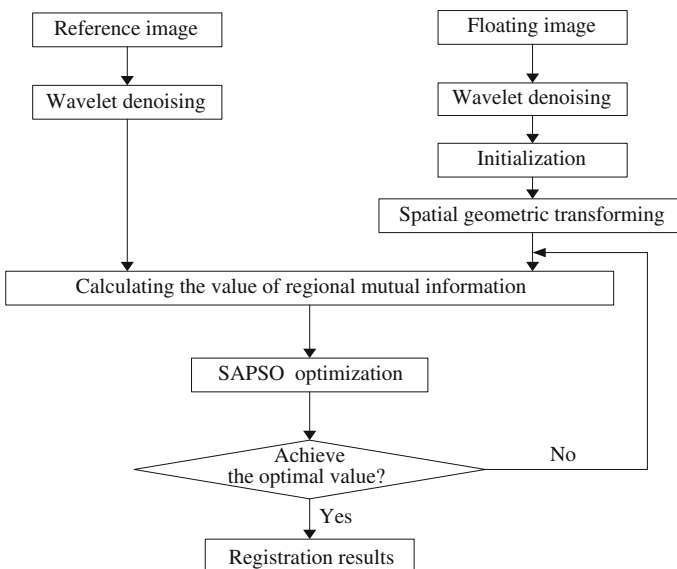 Reference image
Floating image
Wavelet denoising
Wavelet denoising
Initialization
Spatial geometric transforming
Calculating the value of regional mutual information
SAPSO optimization
Achieve
the optimal value?
No
Yes
Registration results